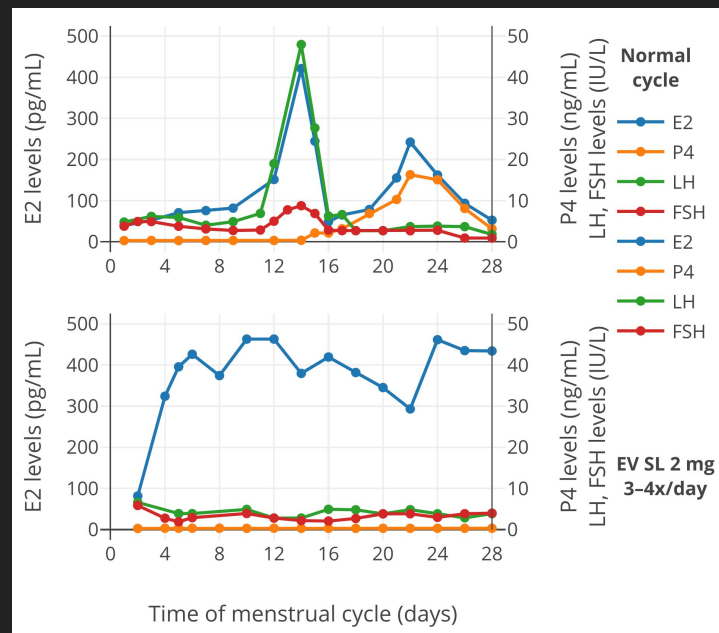 500
400
300
200
100
0
E2 levels (pg/mL)
50
40
30
20
10
0
P4 levels (ng/mL)
LH, FSH levels (IU/L)
0 4 8 12 16 20 24 28
Normal
cycle
E2
P4
LH
FSH
E2
P4
LH
FSH
500
400
300
200
100
0
E2 levels (pg/mL)
50
40
30
20
10
0
P4 levels (ng/mL)
LH, FSH levels (IU/L)
0 4 8 12 16 20 24 28
EV SL 2 mg
3–4x/day
Time of menstrual cycle (days)